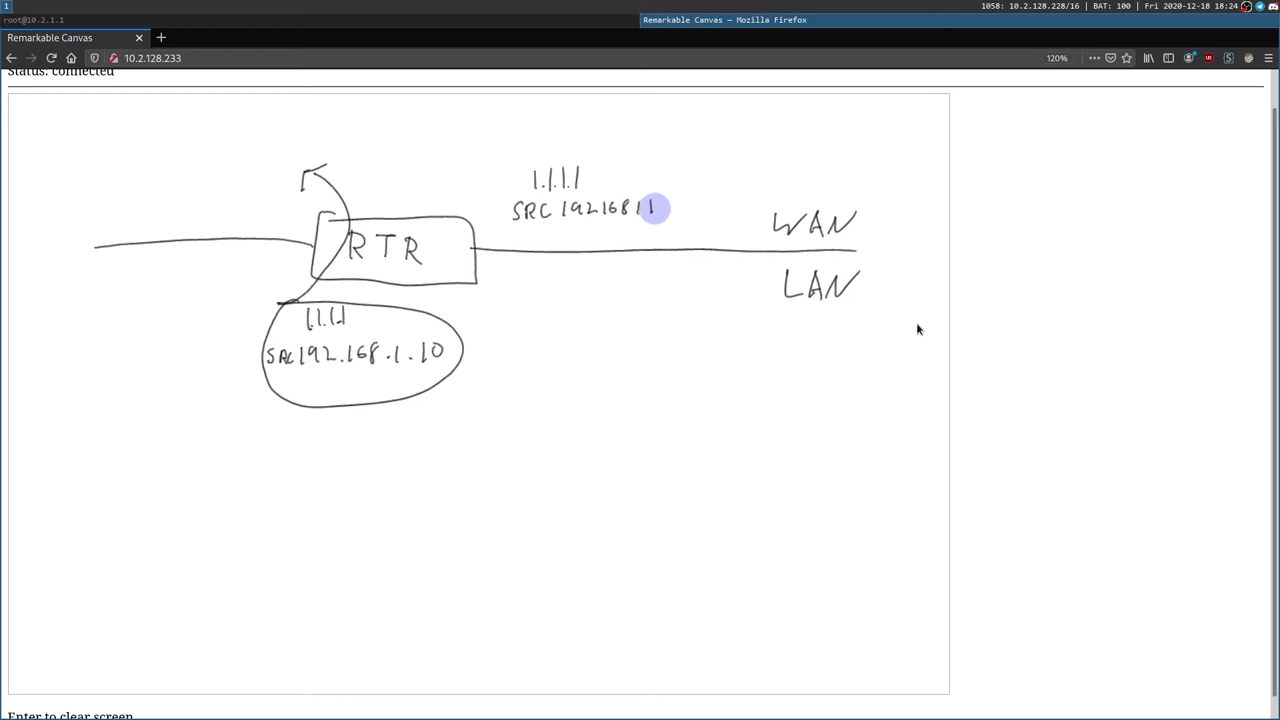 1
1058: 10.2.128.228/16 | BAT: 100 | Fri 2020-12-18 18:24
root@10.2.1.1
Remarkable Canvas — Mozilla Firefox
Remarkable Canvas
10.2.128.233
120%
Status: connected
1.1.1.1
SRC 192168 1 1
WAN
RTR
LAN
1.1.1.1
SRC 192.168.1.10
Enter to clear screen